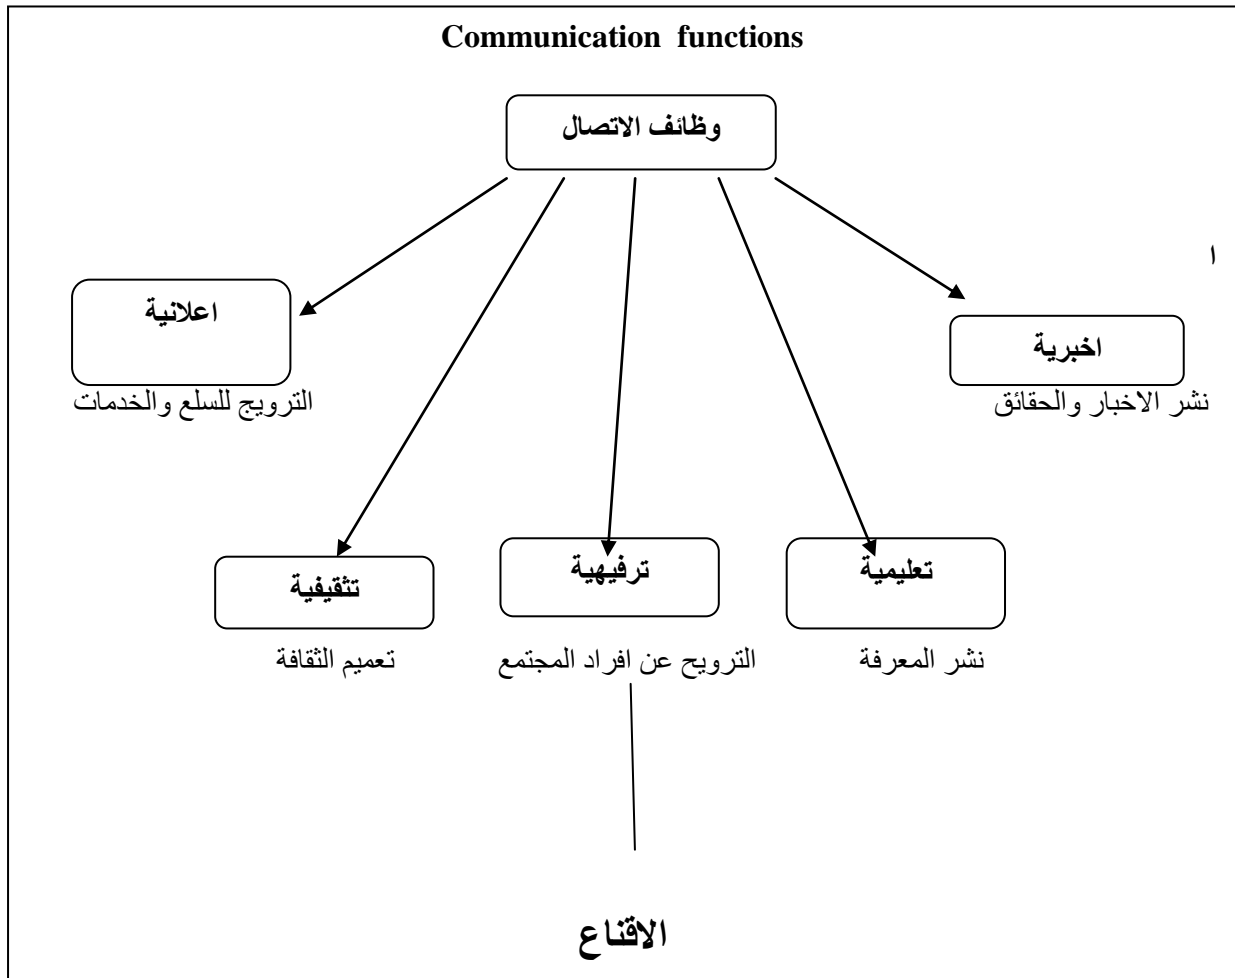 Communication functions
وظائف الاتصال
ا
اخبرية
نشر الاخبار والحقائق
اعلانية
الترويج للسلع والخدمات
تعليمية
نشر المعرفة
ترفيهية
الترويح عن افراد المجتمع
تثقيفية
تعميم الثقافة
الاقناع